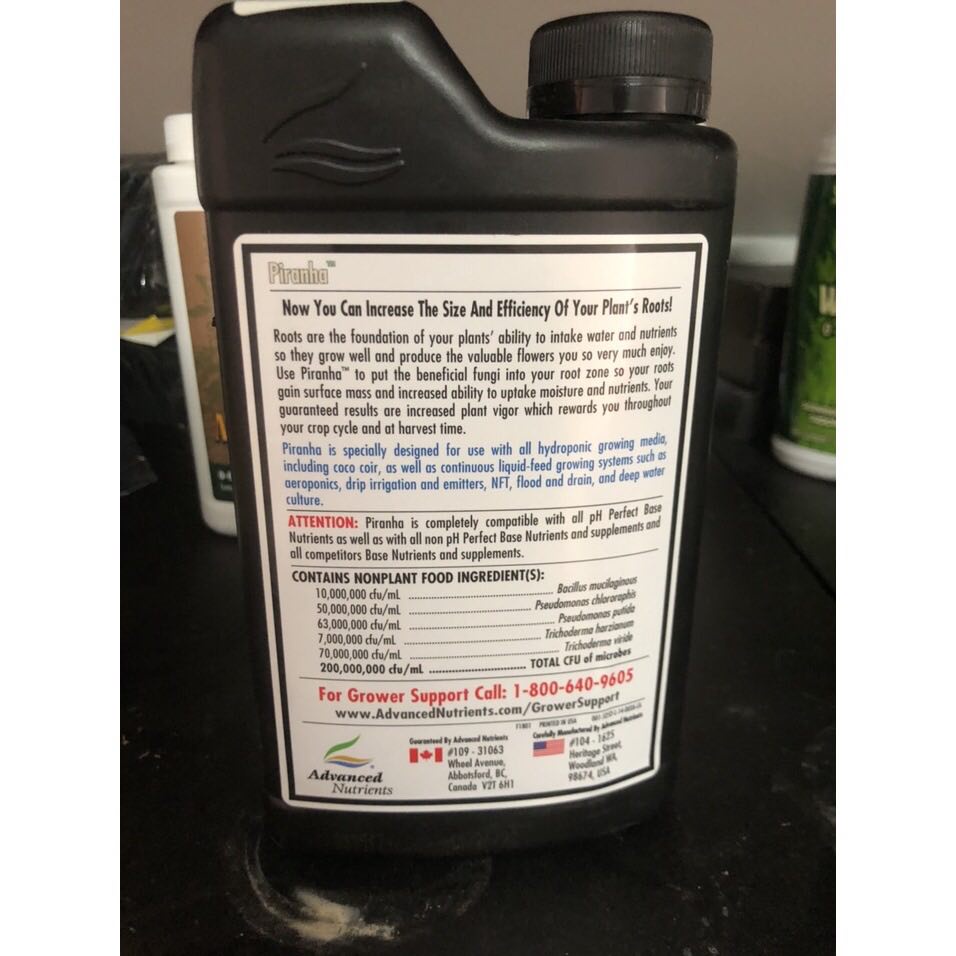 Piranha™
Now You Can Increase The Size And Efficiency Of Your Plant's Roots!
Roots are the foundation of your plants' ability to intake water and nutrients
so they grow well and produce the valuable flowers you so very much enjoy.
Use Piranha™ to put the beneficial fungi into your root zone so your roots
gain surface mass and increased ability to uptake moisture and nutrients. Your
guaranteed results are increased plant vigor which rewards you throughout
your crop cycle and at harvest time.
Piranha is specially designed for use with all hydroponic growing media,
including coco coir, as well as continuous liquid-feed growing systems such as
aeroponics, drip irrigation and emitters, NFT, flood and drain, and deep water
culture.
ATTENTION: Piranha is completely compatible with all pH Perfect Base
Nutrients as well as with all non pH Perfect Base Nutrients and supplements and
all competitors Base Nutrients and supplements.
CONTAINS NONPLANT FOOD INGREDIENT(S):
10,000,000 cfu/mL ........ Bacillus mucilaginous
50,000,000 cfu/mL ........ Pseudomonas chlororaphis
63,000,000 cfu/mL ........ Pseudomonas putida
7,000,000 cfu/mL ........ Trichoderma harzianum
70,000,000 cfu/mL ........ Trichoderma viride
200,000,000 cfu/mL ........ TOTAL CFU of microbes
For Grower Support Call: 1-800-640-9605
www.AdvancedNutrients.com/GrowerSupport
11801 PRINTED IN USA
Advanced
Nutrients
Guaranteed By Advanced Nutrients
#109 - 31063
Wheel Avenue,
Abbotsford, BC,
Canada V2T 6H1
Carefully Manufactured By Advanced Nutrients
#104 - 1625
Heritage Street,
Woodland WA,
98674, USA